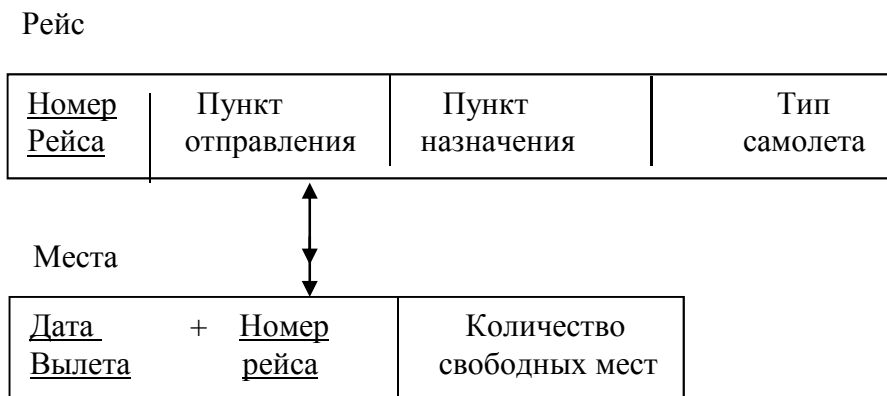 Рейс
Номер Пункт Пункт Тип
Рейса отправления назначения самолета
Места
Дата + Номер Количество
Вылета рейса свободных мест